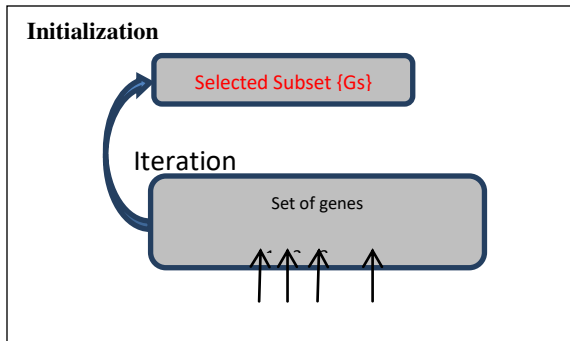 Initialization
Selected Subset {Gs}
Iteration
Set of genes